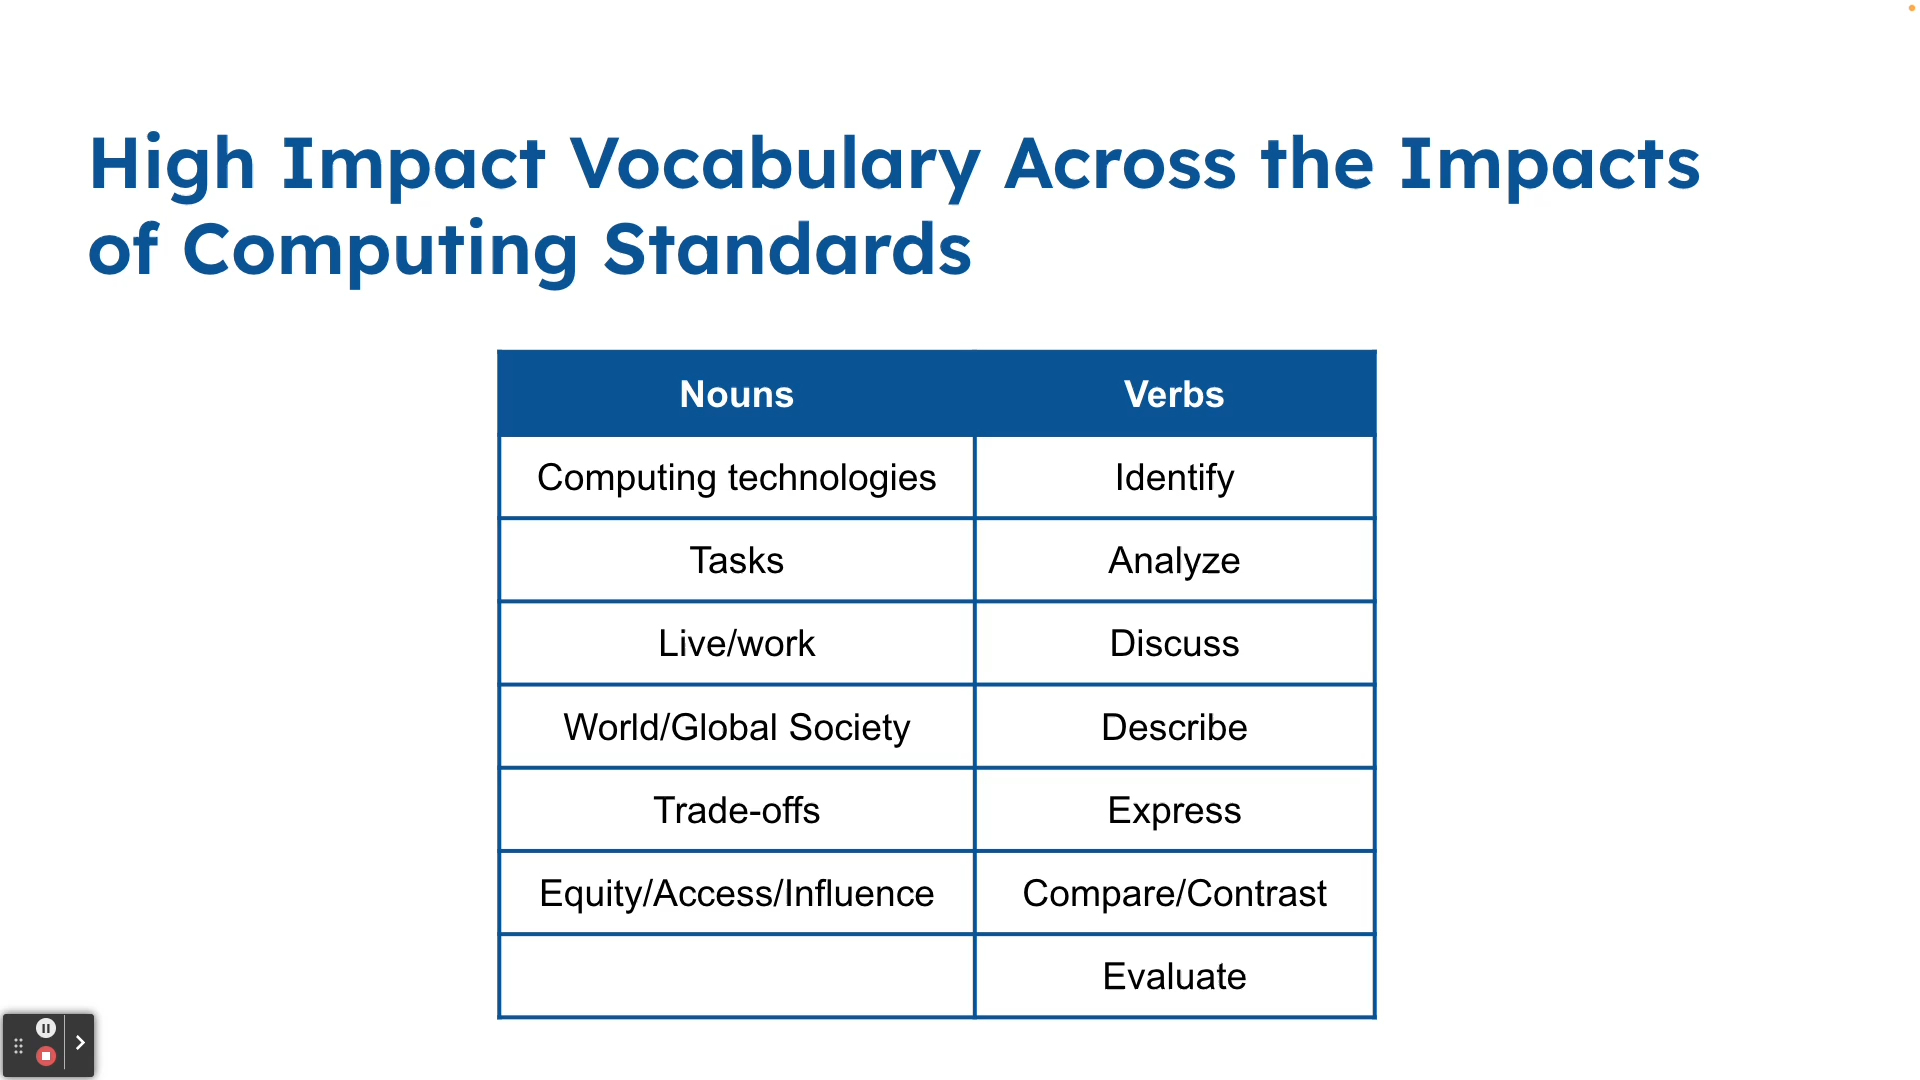 High Impact Vocabulary Across the Impacts
of Computing Standards
Nouns Verbs
Computing technologies Identify
Tasks Analyze
Live/work Discuss
World/Global Society Describe
Trade-offs Express
Equity/Access/Influence Compare/Contrast
Evaluate